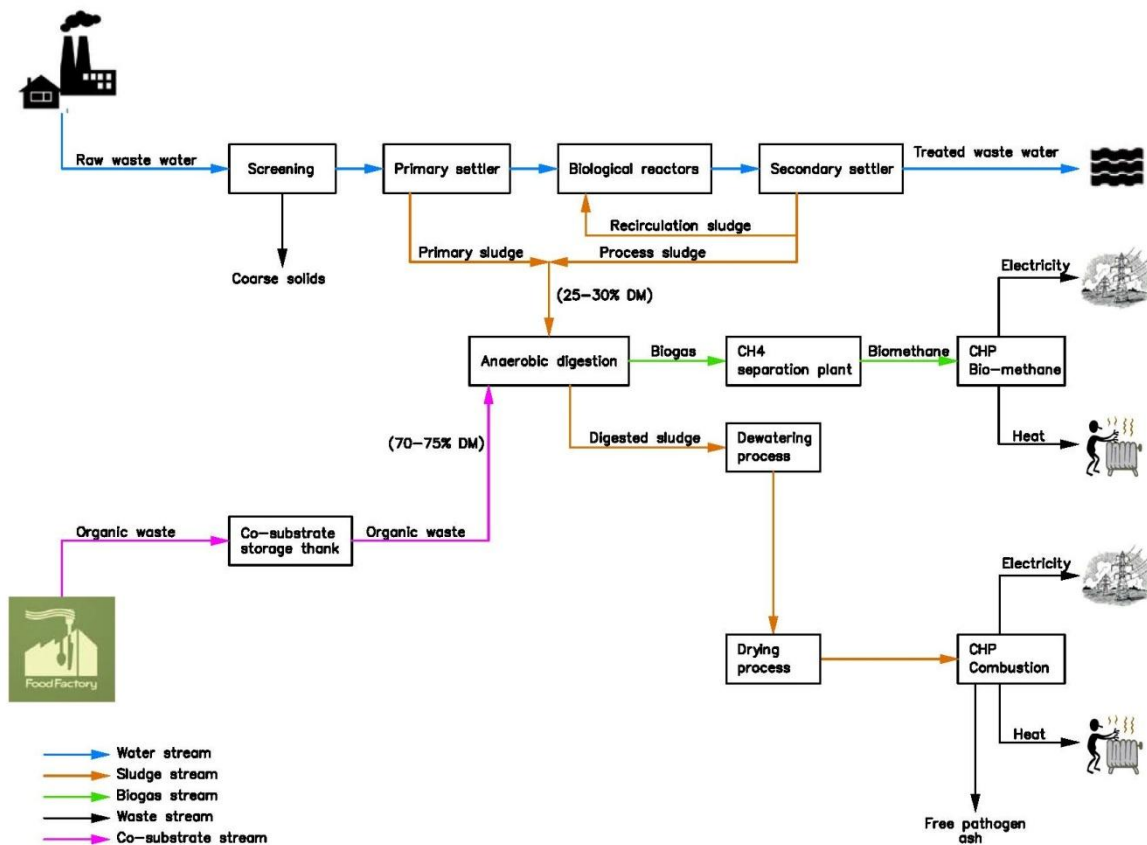 Raw waste water
Screening
Primary settler
Biological reactors
Secondary settler
Treated waste water
Recirculation sludge
Primary sludge
Process sludge
Coarse solids
(25-30% DM)
Electricity
Anaerobic digestion
Biogas
CH4
separation plant
Biomethane
CHP
Bio-methane
(70-75% DM)
Digested sludge
Dewatering
process
Heat
Organic waste
Co-substrate
storage thank
Organic waste
Electricity
FoodFactory
Drying
process
CHP
Combustion
Heat
Water stream
Sludge stream
Biogas stream
Waste stream
Co-substrate stream
Free pathogen
ash